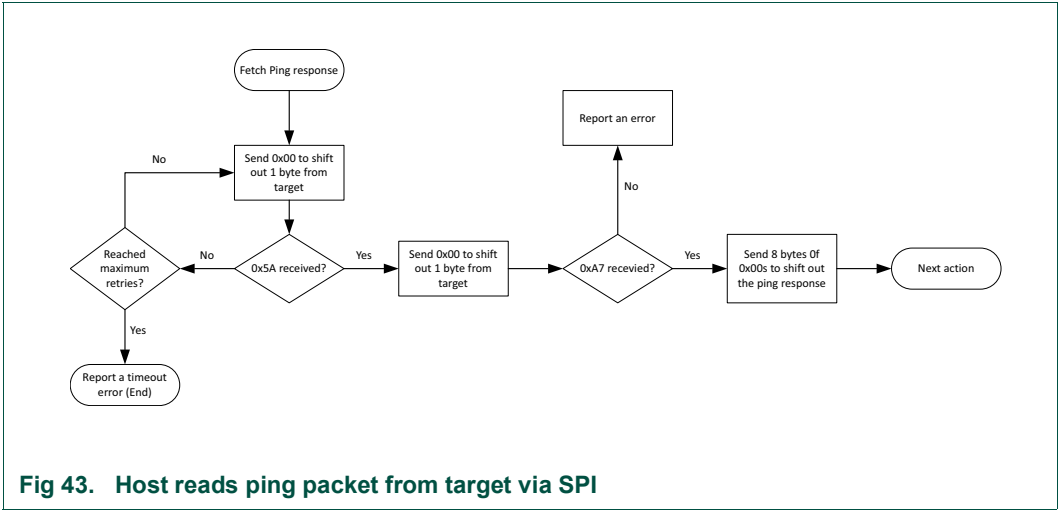 Fetch Ping response
Send 0x00 to shift
out 1 byte from
target
No
0x5A received?
No
Reached
maximum
retries?
Yes
Report a timeout
error (End)
Yes
Send 0x00 to shift
out 1 byte from
target
0xA7 recevied?
No
Report an error
Yes
Send 8 bytes 0f
0x00s to shift out
the ping response
Next action
Fig 43. Host reads ping packet from target via SPI